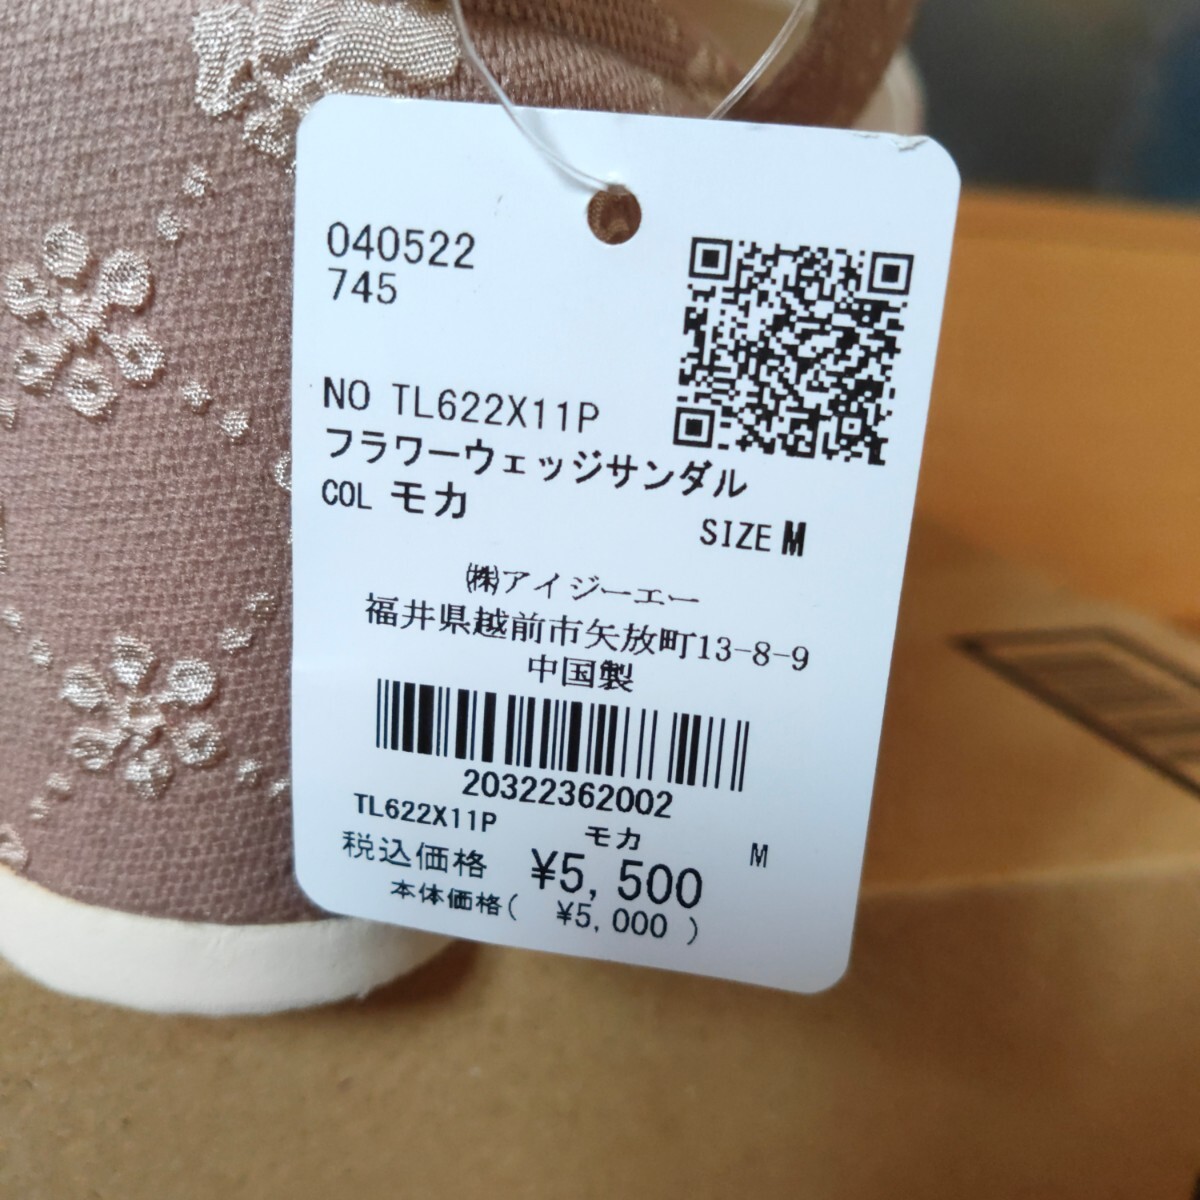 040522
745
NO TL622X11P
フラワーウェッジサンダル
COL モカ
SIZE M
㈱アイジーエー
福井県越前市矢放町13-8-9
中国製
20322362002
TL622X11P モカ M
税込価格 ¥5,500
本体価格( ¥5,000 )